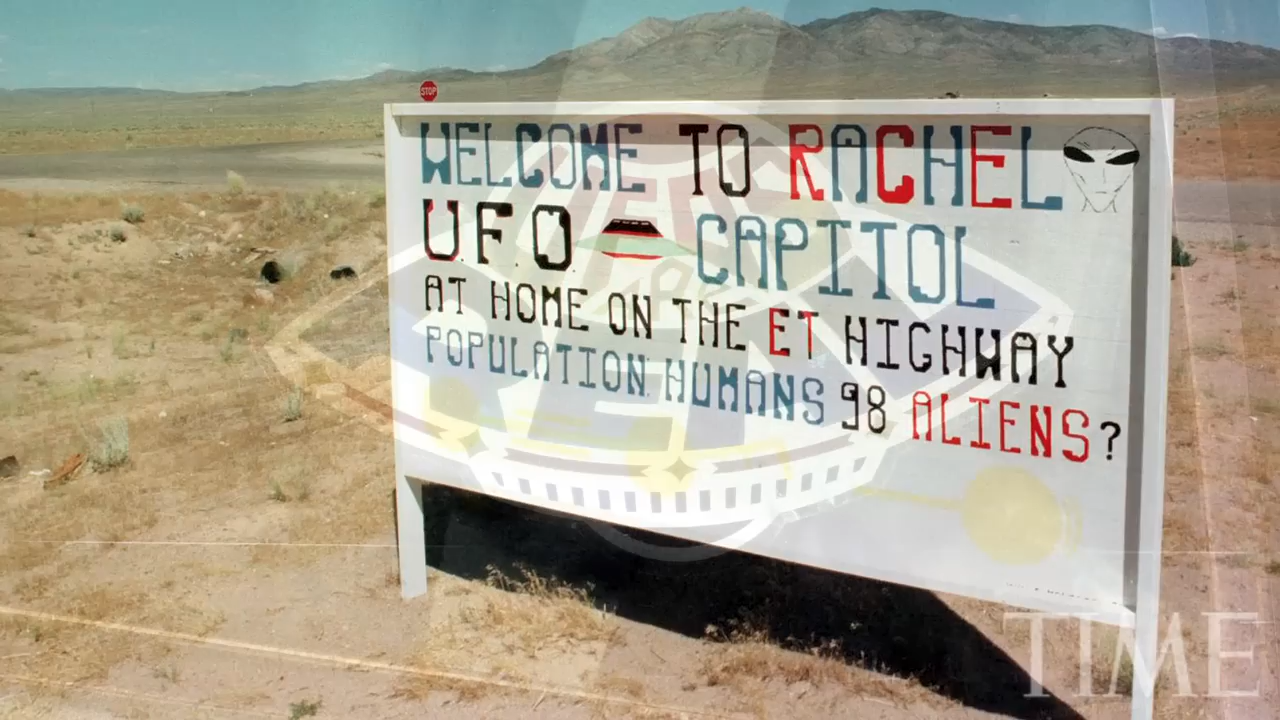 STOP
WELCOME TO RACHEL
U.F.O CAPITOL
AT HOME ON THE ET HIGHWAY
POPULATION: HUMANS 98 ALIENS?
TIME